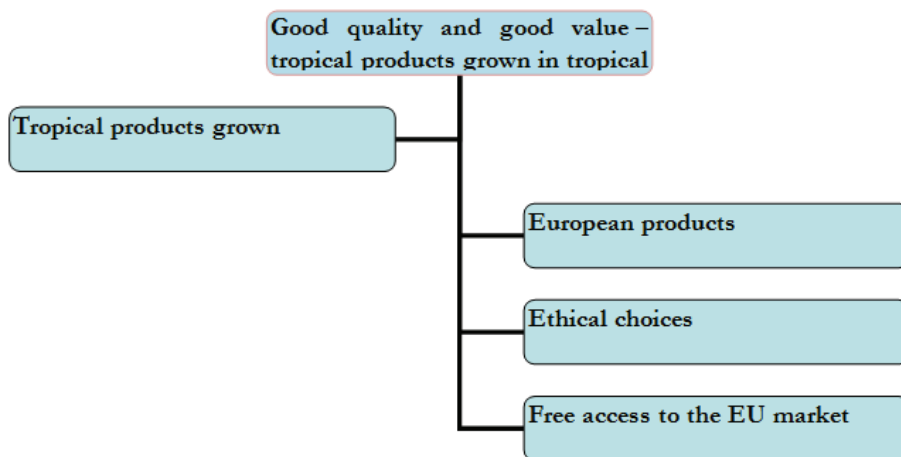 Good quality and good value –
tropical products grown in tropical
Tropical products grown
European products
Ethical choices
Free access to the EU market